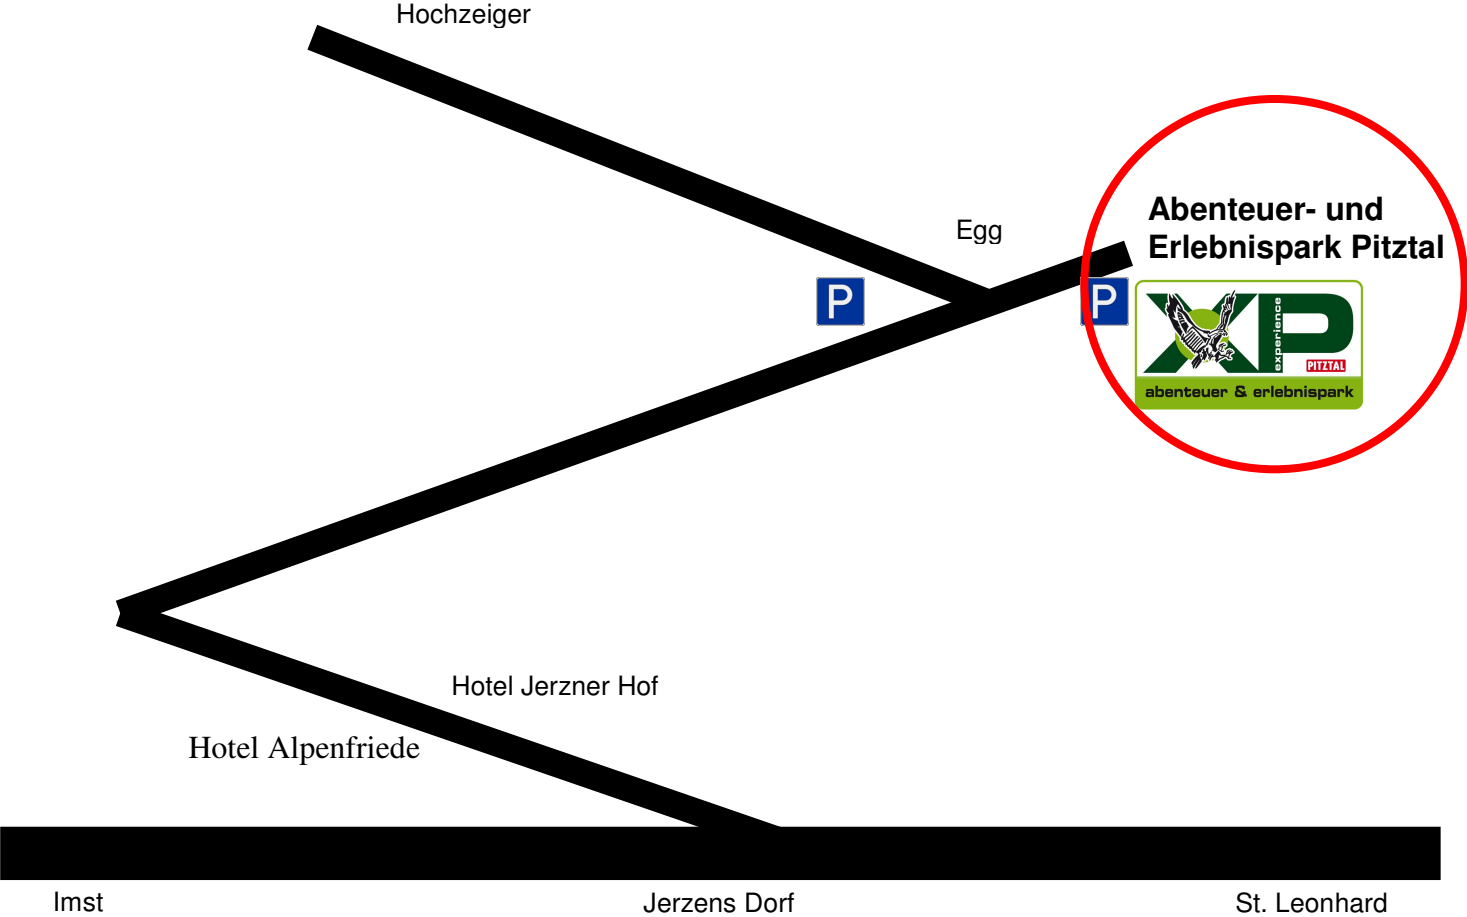 Hochzeiger
Abenteuer- und
Erlebnispark Pitztal
Egg
P
P
XP
experience
PITZTAL
abenteuer & erlebnispark
Hotel Jerzner Hof
Hotel Alpenfriede
Imst
Jerzens Dorf
St. Leonhard